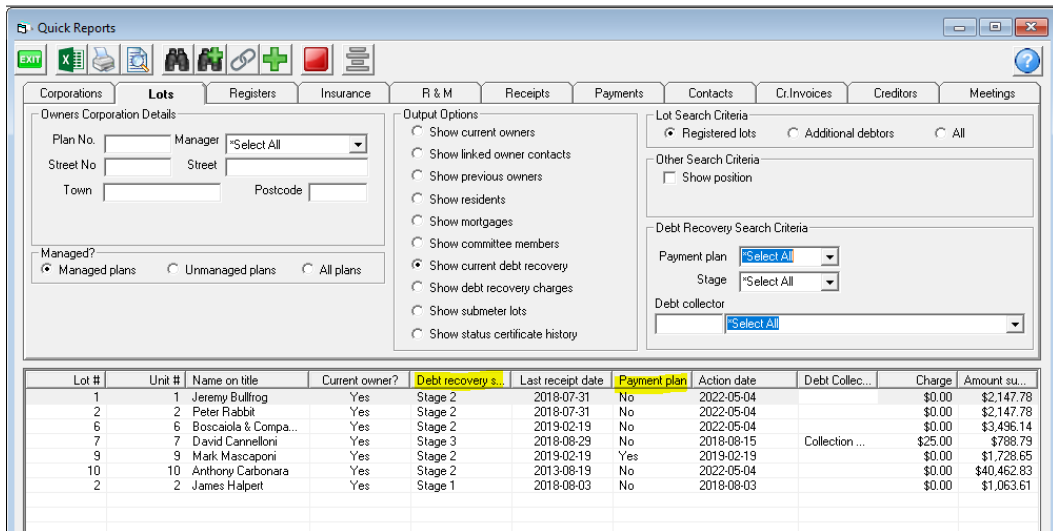 Quick Reports
EXIT
Corporations Lots Registers Insurance R & M Receipts Payments Contacts Cr.Invoices Creditors Meetings
Owners Corporation Details
Plan No. Manager *Select All
Street No Street
Town Postcode
Managed?
Managed plans Unmanaged plans All plans
Output Options
Show current owners
Show linked owner contacts
Show previous owners
Show residents
Show mortgages
Show committee members
Show current debt recovery
Show debt recovery charges
Show submeter lots
Show status certificate history
Lot Search Criteria
Registered lots Additional debtors All
Other Search Criteria
Show position
Debt Recovery Search Criteria
Payment plan *Select All
Stage *Select All
Debt collector
*Select All
Lot # Unit # Name on title Current owner? Debt recovery s... Last receipt date Payment plan Action date Debt Collec... Charge Amount su...
1 1 Jeremy Bullfrog Yes Stage 2 2018-07-31 No 2022-05-04 $0.00 $2,147.78
2 2 Peter Rabbit Yes Stage 2 2018-07-31 No 2022-05-04 $0.00 $2,147.78
6 6 Boscaiola & Compa... Yes Stage 2 2019-02-19 No 2022-05-04 $0.00 $3,496.14
7 7 David Cannelloni Yes Stage 3 2018-08-29 No 2018-08-15 Collection ... $25.00 $788.79
9 9 Mark Mascaponi Yes Stage 2 2019-02-19 Yes 2019-02-19 $0.00 $1,728.65
10 10 Anthony Carbonara Yes Stage 2 2013-08-19 No 2022-05-04 $0.00 $40,462.83
2 2 James Halpert Yes Stage 1 2018-08-03 No 2018-08-03 $0.00 $1,063.61